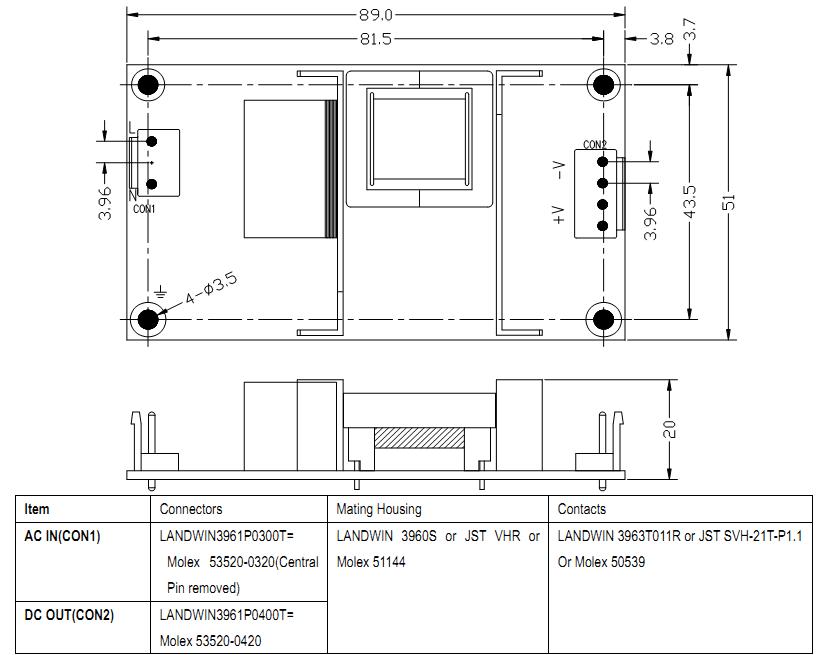 89.0
81.5
3.8
3.7
L
N
CON1
3.96
CON2
-V
+V
3.96
43.5
51
4-Ø3.5
20
Item Connectors Mating Housing Contacts
AC IN(CON1) LANDWIN3961P0300T= LANDWIN 3960S or JST VHR or LANDWIN 3963T011R or JST SVH-21T-P1.1
Molex 53520-0320(Central Molex 51144 Or Molex 50539
Pin removed)
DC OUT(CON2) LANDWIN3961P0400T=
Molex 53520-0420